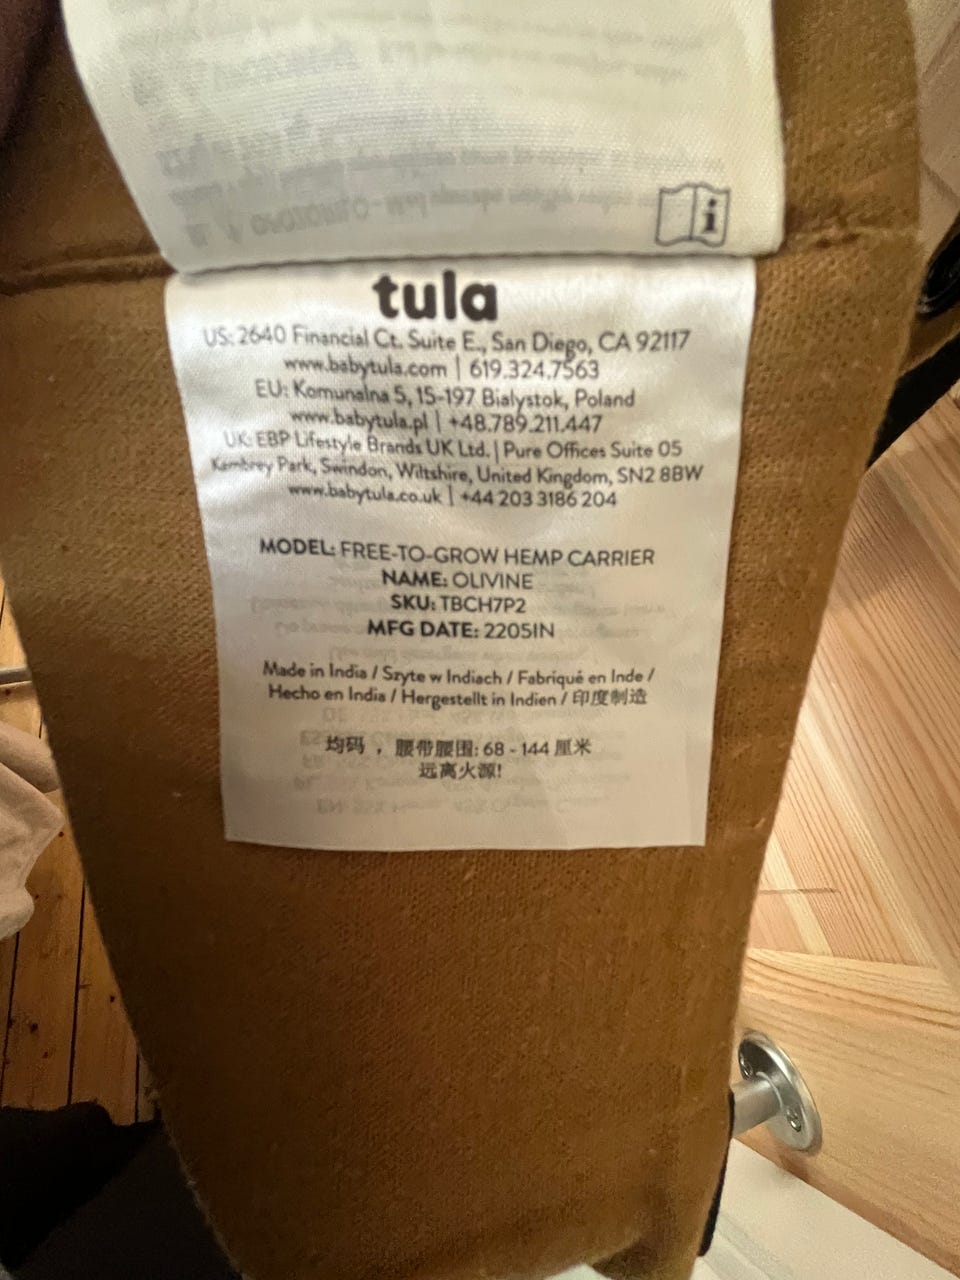 tula
US: 2640 Financial Ct. Suite E., San Diego, CA 92117
www.babytula.com | 619.324.7563
EU: Komunalna 5, 15-197 Bialystok, Poland
www.babytula.pl | +48.789.211.447
UK: EBP Lifestyle Brands UK Ltd. | Pure Offices Suite 05
Kembrey Park, Swindon, Wiltshire, United Kingdom, SN2 8BW
www.babytula.co.uk | +44 203 3186 204
MODEL: FREE-TO-GROW HEMP CARRIER
NAME: OLIVINE
SKU: TBCH7P2
MFG DATE: 2205IN
Made in India / Szyte w Indiach / Fabriqué en Inde /
Hecho en India / Hergestellt in Indien / 印度制造
均码 , 腰带腰围: 68 - 144 厘米
远离火源!